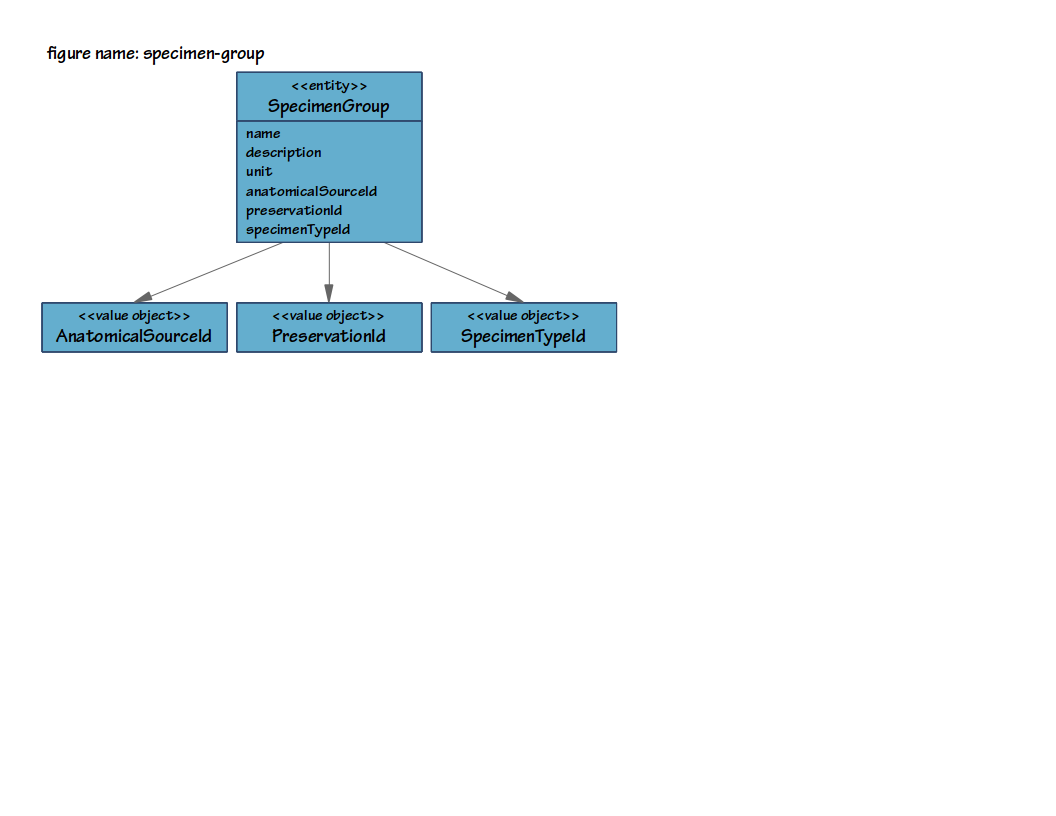 figure name: specimen-group
<<entity>>
SpecimenGroup
name
description
unit
anatomicalSourceId
preservationId
specimenTypeId
<<value object>>
AnatomicalSourceId
<<value object>>
PreservationId
<<value object>>
SpecimenTypeId